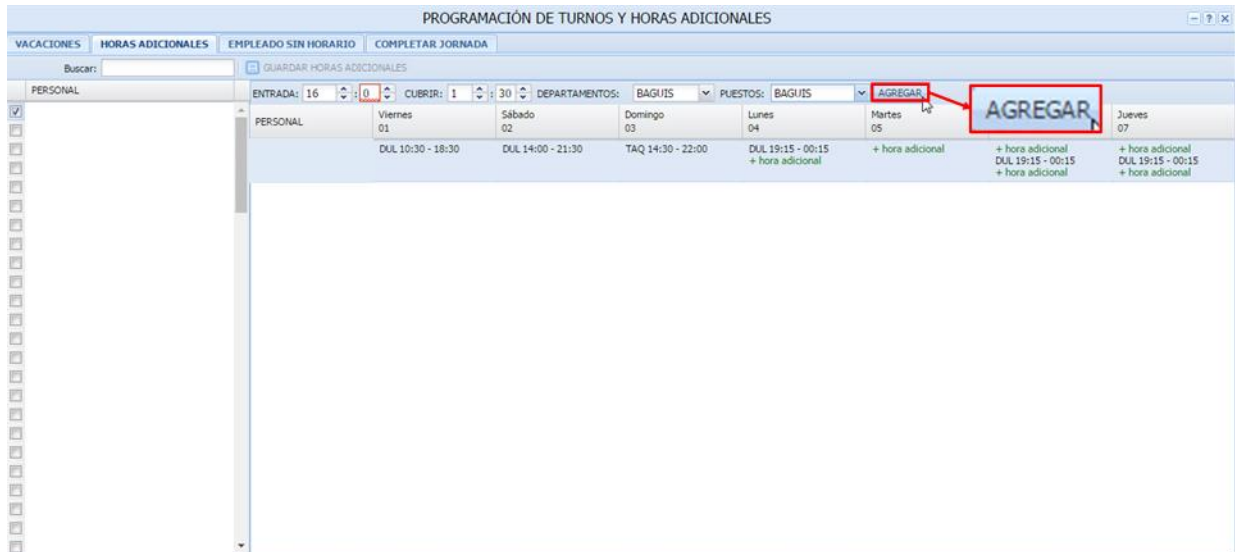 PROGRAMACIÓN DE TURNOS Y HORAS ADICIONALES
VACACIONES HORAS ADICIONALES EMPLEADO SIN HORARIO COMPLETAR JORNADA
Buscar: GUARDAR HORAS ADICIONALES
PERSONAL
ENTRADA: 16 : 0 CUBRIR: 1 : 30 DEPARTAMENTOS: BAGUIS PUESTOS: BAGUIS AGREGAR
AGREGAR
PERSONAL Viernes Sábado Domingo Lunes Martes Jueves
01 02 03 04 05 07
DUL 10:30 - 18:30 DUL 14:00 - 21:30 TAQ 14:30 - 22:00 DUL 19:15 - 00:15 + hora adicional + hora adicional + hora adicional
+ hora adicional DUL 19:15 - 00:15 DUL 19:15 - 00:15
+ hora adicional + hora adicional